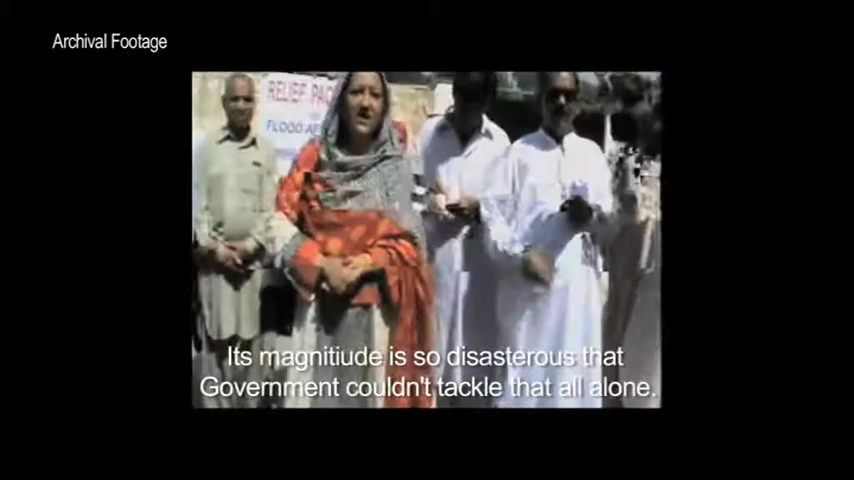 Archival Footage
RELIEF
FLOOD
Its magnitiude is so disasterous that
Government couldn't tackle that all alone.